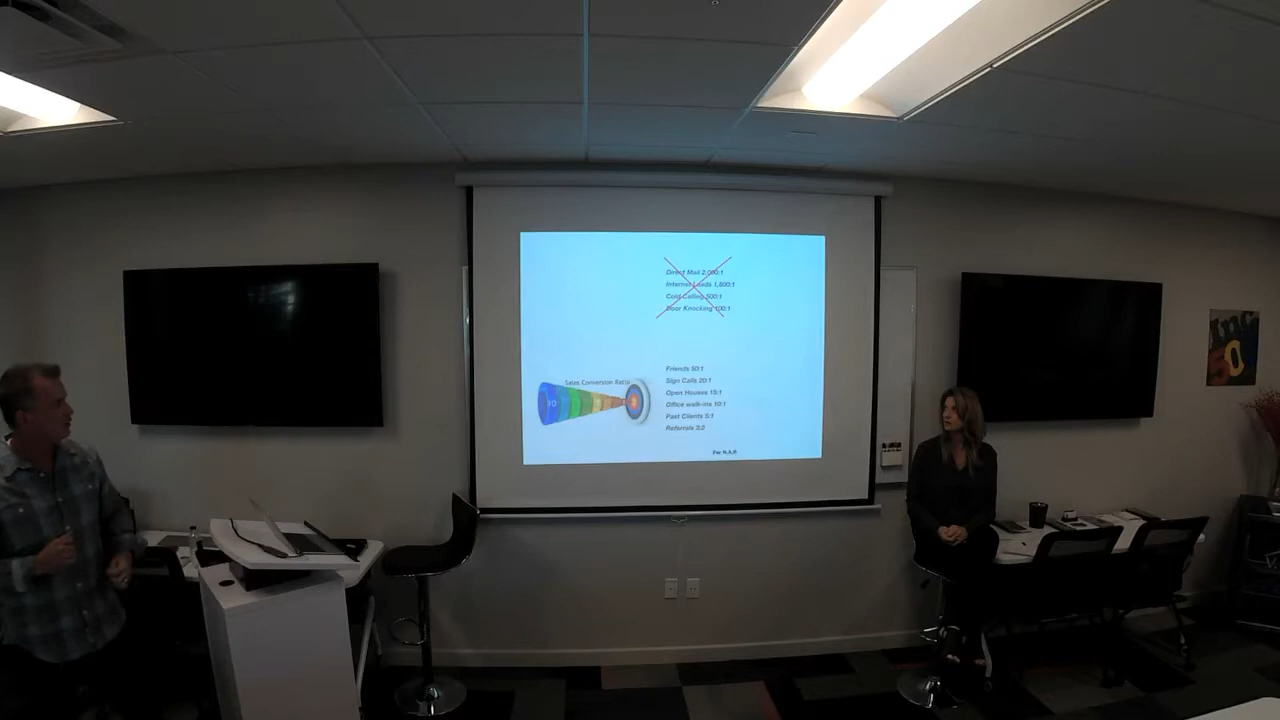 Direct Mail 2,000:1
Internet Leads 1,600:1
Cold Calling 500:1
Door Knocking 100:1
Sales Conversion Ratio
Friends 50:1
Sign Calls 20:1
Open Houses 15:1
Office walk-ins 10:1
Past Clients 5:1
Referrals 3:2
Per N.A.R